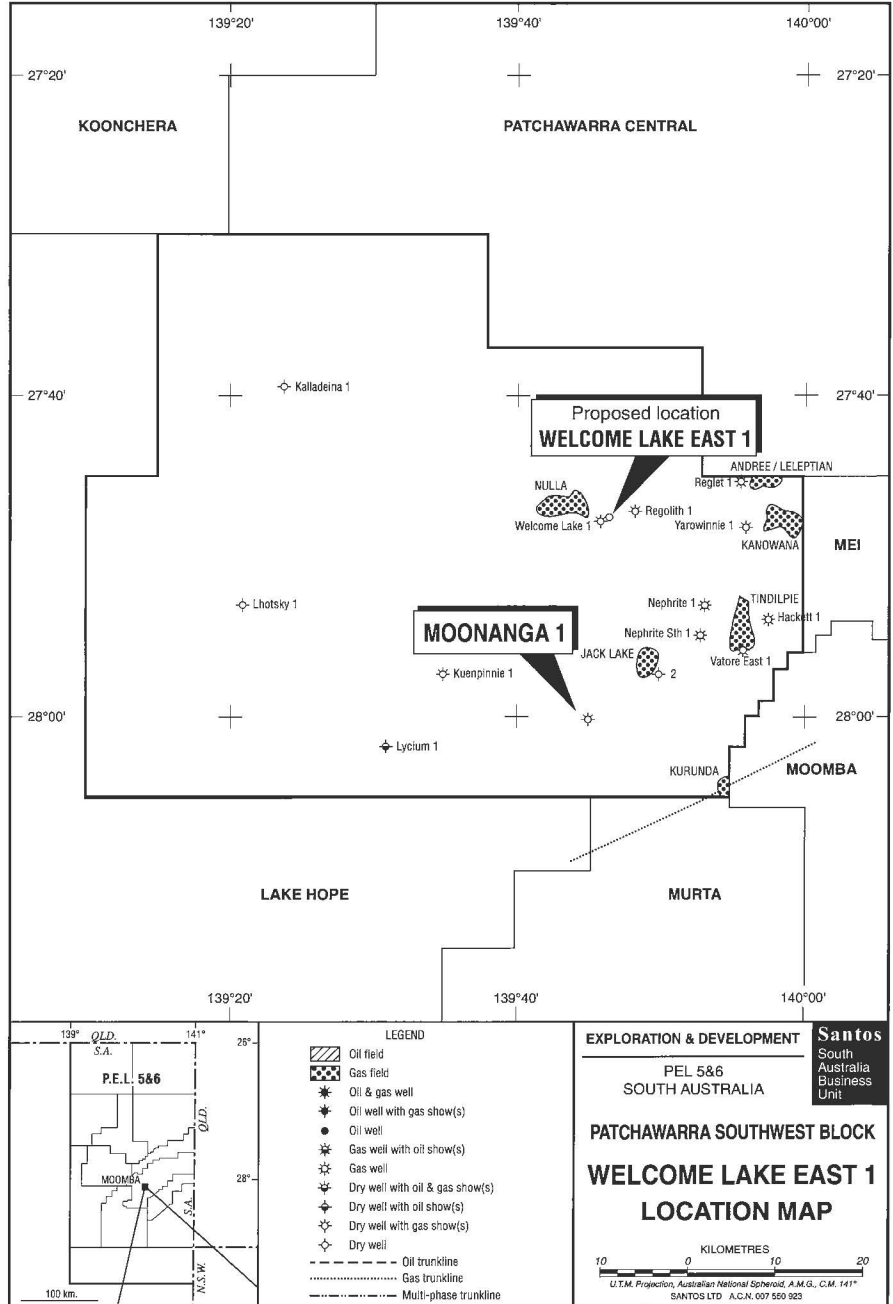 139°20'
139°40'
140°00'
27°20'
27°20'
KOONCHERA
PATCHAWARRA CENTRAL
27°40'
27°40'
Kalladeina 1
Proposed location
WELCOME LAKE EAST 1
ANDREE / LELEPTIAN
Reglet 1
NULLA
Regolith 1
Welcome Lake 1
Yarowinnie 1
KANOWANA
MEI
Lhotsky 1
Nephrite 1
TINDILPIE
Hackett 1
MOONANGA 1
Nephrite Sth 1
JACK LAKE
Vatore East 1
Kuenpinnie 1
2
28°00'
28°00'
Lycium 1
KURUNDA
MOOMBA
LAKE HOPE
MURTA
139°20'
139°40'
140°00'
139°
QLD.
141°
S.A.
P.E.L. 5&6
QLD.
MOOMBA
28°
S.A.
N.S.W.
100 km.
LEGEND
Oil field
Gas field
Oil & gas well
Oil well with gas show(s)
Oil well
Gas well with oil show(s)
Gas well
Dry well with oil & gas show(s)
Dry well with oil show(s)
Dry well with gas show(s)
Dry well
Oil trunkline
Gas trunkline
Multi-phase trunkline
EXPLORATION & DEVELOPMENT
PEL 5&6
SOUTH AUSTRALIA
Santos
South
Australia
Business
Unit
PATCHAWARRA SOUTHWEST BLOCK
WELCOME LAKE EAST 1
LOCATION MAP
KILOMETRES
10 0 10 20
U.T.M. Projection, Australian National Spheroid, A.M.G., C.M. 141°
SANTOS LTD A.C.N. 007 550 923